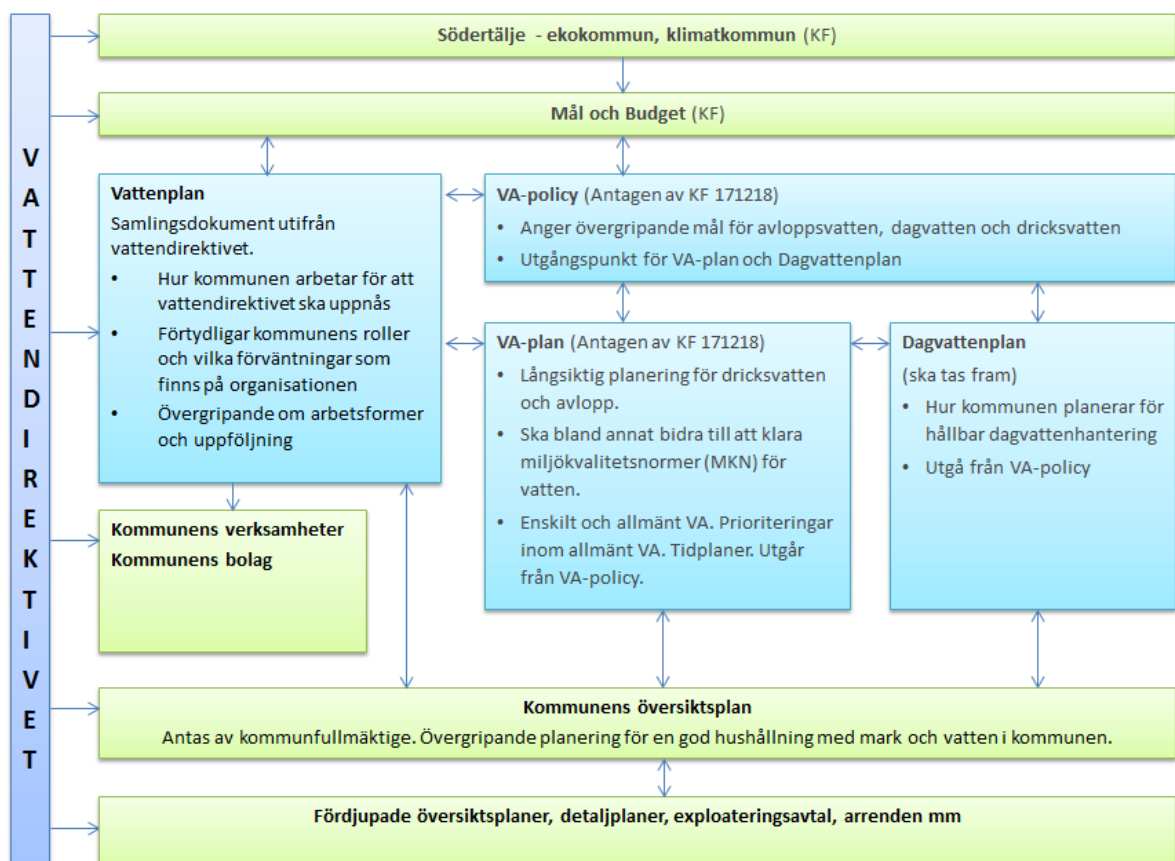 VATTENDIREKTIVET
Södertälje - ekokommun, klimatkommun (KF)
Mål och Budget (KF)
Vattenplan
Samlingsdokument utifrån
vattendirektivet.
• Hur kommunen arbetar för att
vattendirektivet ska uppnås
• Förtydligar kommunens roller
och vilka förväntningar som
finns på organisationen
• Övergripande om arbetsformer
och uppföljning
VA-policy (Antagen av KF 171218)
• Anger övergripande mål för avloppsvatten, dagvatten och dricksvatten
• Utgångspunkt för VA-plan och Dagvattenplan
VA-plan (Antagen av KF 171218)
• Långsiktig planering för dricksvatten
och avlopp.
• Ska bland annat bidra till att klara
miljökvalitetsnormer (MKN) för
vatten.
• Enskilt och allmänt VA. Prioriteringar
inom allmänt VA. Tidplaner. Utgår
från VA-policy.
Dagvattenplan
(ska tas fram)
• Hur kommunen planerar för
hållbar dagvattenhantering
• Utgå från VA-policy
Kommunens verksamheter
Kommunens bolag
Kommunens översiktsplan
Antas av kommunfullmäktige. Övergripande planering för en god hushållning med mark och vatten i kommunen.
Fördjupade översiktsplaner, detaljplaner, exploateringsavtal, arrenden mm